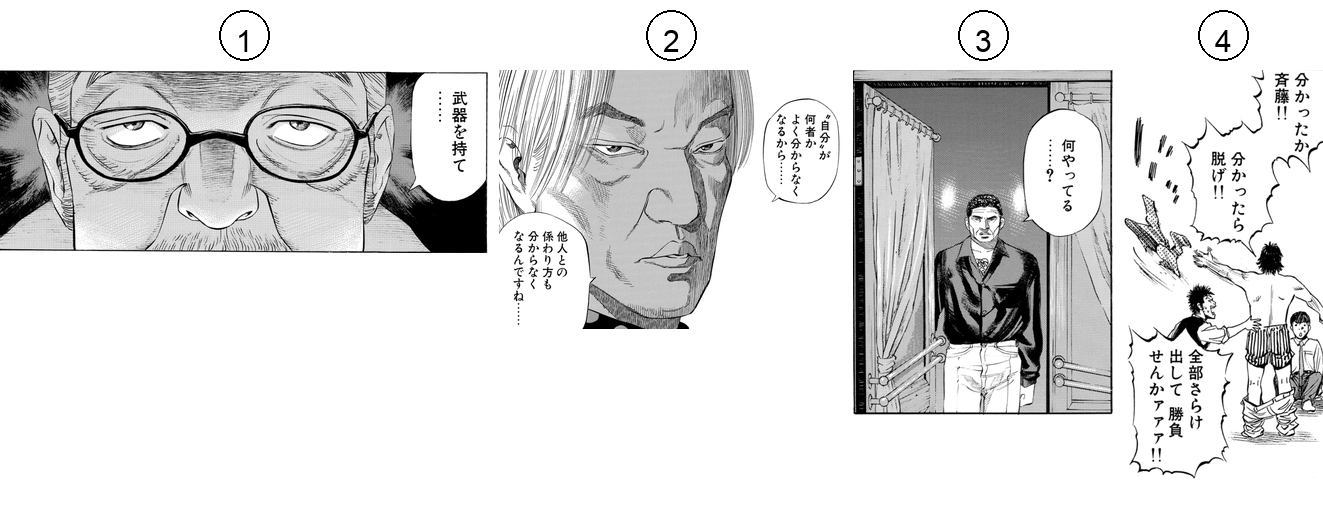 1
武器を持て
……
2
“自分”が
何者か
よく分からなく
なるから……
他人との
係わり方も
分からなく
なるんですね……
3
何やってる
……?
4
分かったか
斉藤!!
分かったら
脱げ!!
全部さらけ
出して 勝負
せんかァァァ!!